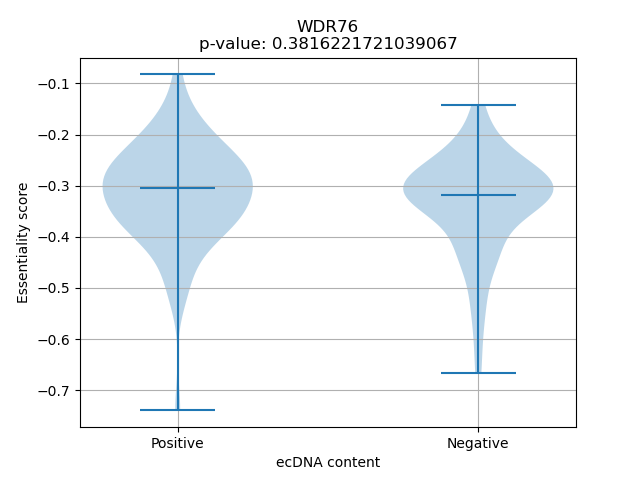 WDR76
p-value: 0.3816221721039067
−0.1
−0.2
−0.3
−0.4
−0.5
−0.6
−0.7
Essentiality score
Positive
Negative
ecDNA content